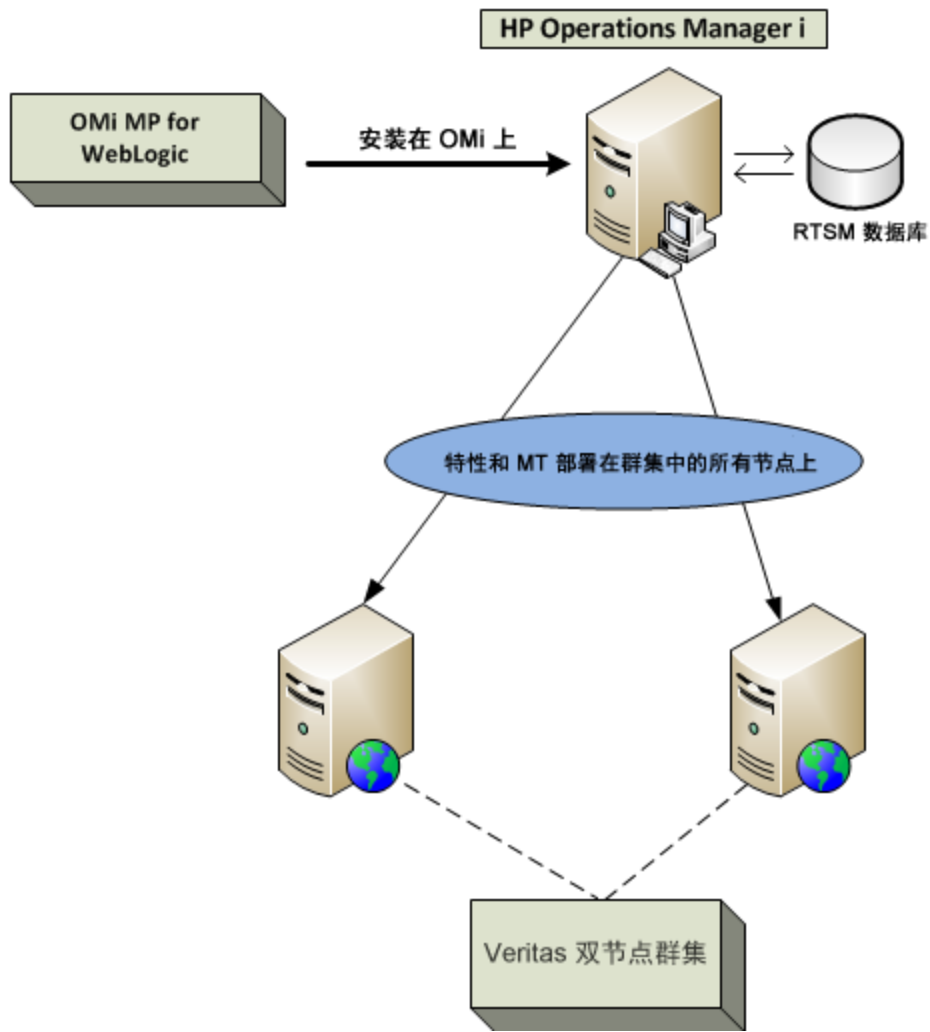 HP Operations Manager i
OMi MP for
WebLogic
安装在 OMi 上
RTSM 数据库
特性和 MT 部署在群集中的所有节点上
Veritas 双节点群集